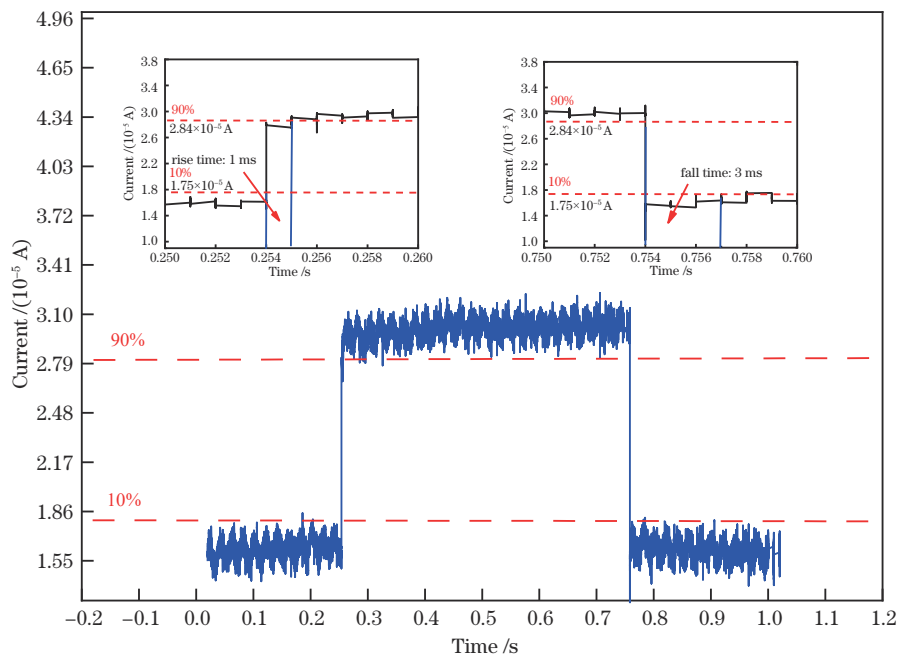 4.96
4.65
4.34
4.03
3.72
3.41
3.10
2.79
2.48
2.17
1.86
1.55
Current /(10⁻⁵ A)
−0.2 −0.1 0.0 0.1 0.2 0.3 0.4 0.5 0.6 0.7 0.8 0.9 1.0 1.1 1.2
Time /s
90%
10%
3.8
3.4
3.0
2.6
2.2
1.8
1.4
1.0
Current /(10⁻⁵ A)
90%
2.84×10⁻⁵ A
rise time: 1 ms
10%
1.75×10⁻⁵ A
0.250 0.252 0.254 0.256 0.258 0.260
Time /s
3.8
3.4
3.0
2.6
2.2
1.8
1.4
1.0
Current /(10⁻⁵ A)
90%
2.84×10⁻⁵ A
fall time: 3 ms
10%
1.75×10⁻⁵A
0.750 0.752 0.754 0.756 0.758 0.760
Time /s